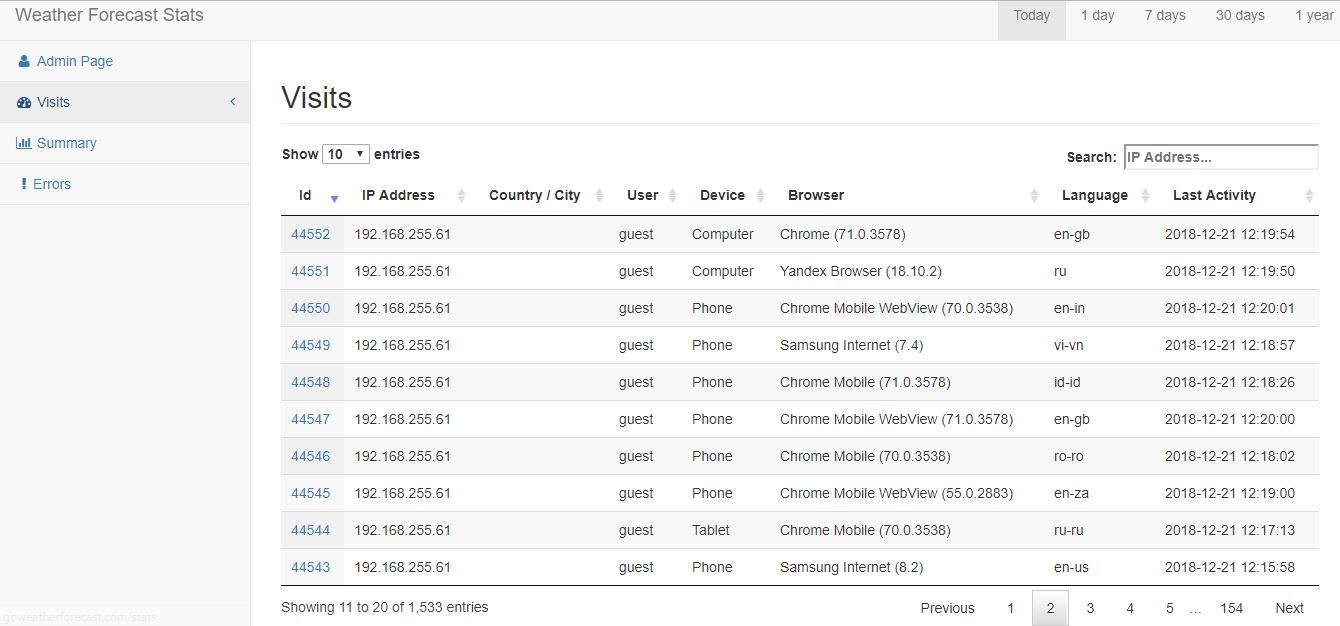 Weather Forecast Stats Today 1 day 7 days 30 days 1 year
Admin Page
Visits
Summary
Errors
Visits
Show 10 entries Search: IP Address...
Id IP Address Country / City User Device Browser Language Last Activity
44552 192.168.255.61 guest Computer Chrome (71.0.3578) en-gb 2018-12-21 12:19:54
44551 192.168.255.61 guest Computer Yandex Browser (18.10.2) ru 2018-12-21 12:19:50
44550 192.168.255.61 guest Phone Chrome Mobile WebView (70.0.3538) en-in 2018-12-21 12:20:01
44549 192.168.255.61 guest Phone Samsung Internet (7.4) vi-vn 2018-12-21 12:18:57
44548 192.168.255.61 guest Phone Chrome Mobile (71.0.3578) id-id 2018-12-21 12:18:26
44547 192.168.255.61 guest Phone Chrome Mobile WebView (71.0.3578) en-gb 2018-12-21 12:20:00
44546 192.168.255.61 guest Phone Chrome Mobile (70.0.3538) ro-ro 2018-12-21 12:18:02
44545 192.168.255.61 guest Phone Chrome Mobile WebView (55.0.2883) en-za 2018-12-21 12:19:00
44544 192.168.255.61 guest Tablet Chrome Mobile (70.0.3538) ru-ru 2018-12-21 12:17:13
44543 192.168.255.61 guest Phone Samsung Internet (8.2) en-us 2018-12-21 12:15:58
Showing 11 to 20 of 1,533 entries Previous 1 2 3 4 5 … 154 Next
goweatherforecast.com/stats